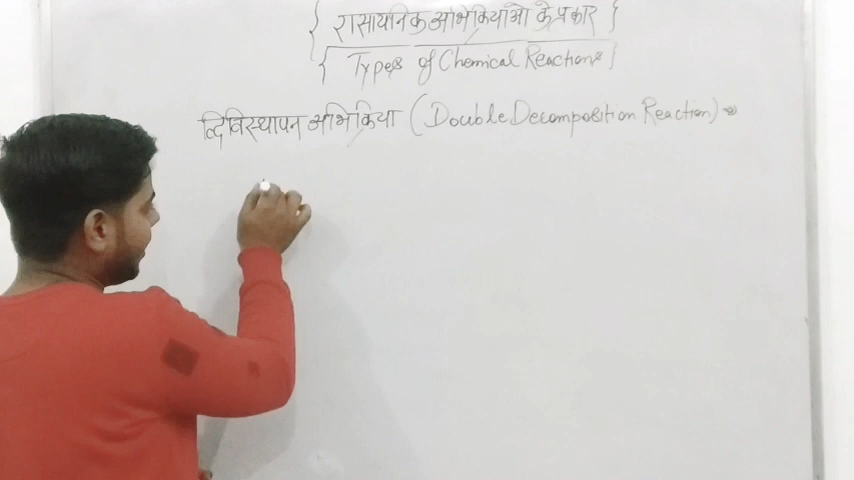 { रासायनिक अभिक्रियाओं के प्रकार }
{ Types of Chemical Reactions }
द्विविस्थापन अभिक्रिया (Double Decomposition Reaction) →